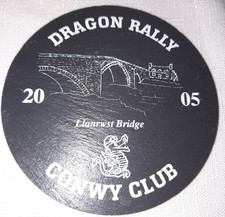 DRAGON RALLY
20 05
Llanrwst Bridge
CONWY CLUB